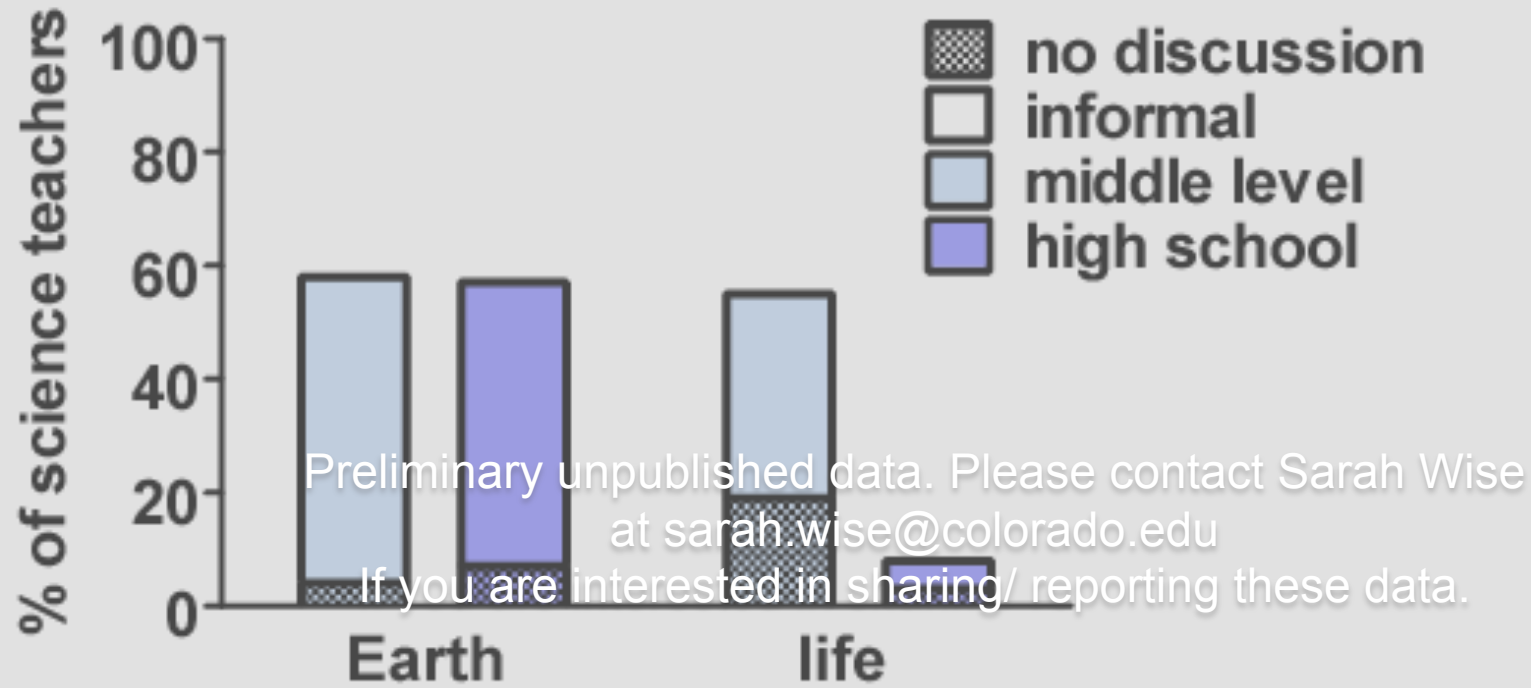 % of science teachers
100
80
60
40
20
0
no discussion
informal
middle level
high school
Preliminary unpublished data. Please contact Sarah Wise
at sarah.wise@colorado.edu
If you are interested in sharing/ reporting these data.
Earth
life